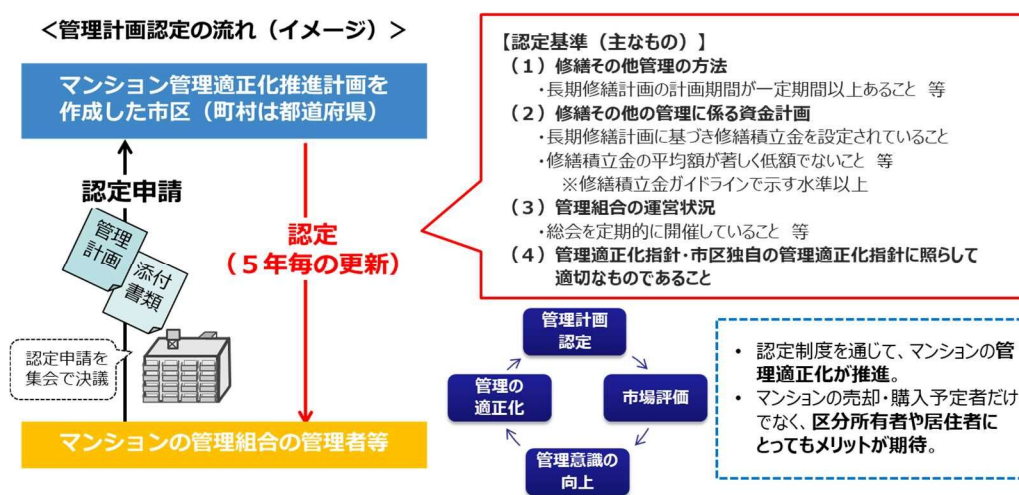 <管理計画認定の流れ（イメージ）>
マンション管理適正化推進計画を
作成した市区（町村は都道府県）
認定申請
管理
計画
添付
書類
認定
（５年毎の更新）
認定申請を
集会で決議
マンションの管理組合の管理者等
【認定基準（主なもの）】
（１）修繕その他管理の方法
・長期修繕計画の計画期間が一定期間以上あること 等
（２）修繕その他の管理に係る資金計画
・長期修繕計画に基づき修繕積立金を設定されていること
・修繕積立金の平均額が著しく低額でないこと 等
※修繕積立金ガイドラインで示す水準以上
（３）管理組合の運営状況
・総会を定期的に開催していること 等
（４）管理適正化指針・市区独自の管理適正化指針に照らして
適切なものであること
管理計画
認定
市場評価
管理意識の
向上
管理の
適正化
• 認定制度を通じて、マンションの管
理適正化が推進。
• マンションの売却・購入予定者だけ
でなく、区分所有者や居住者に
とってもメリットが期待。